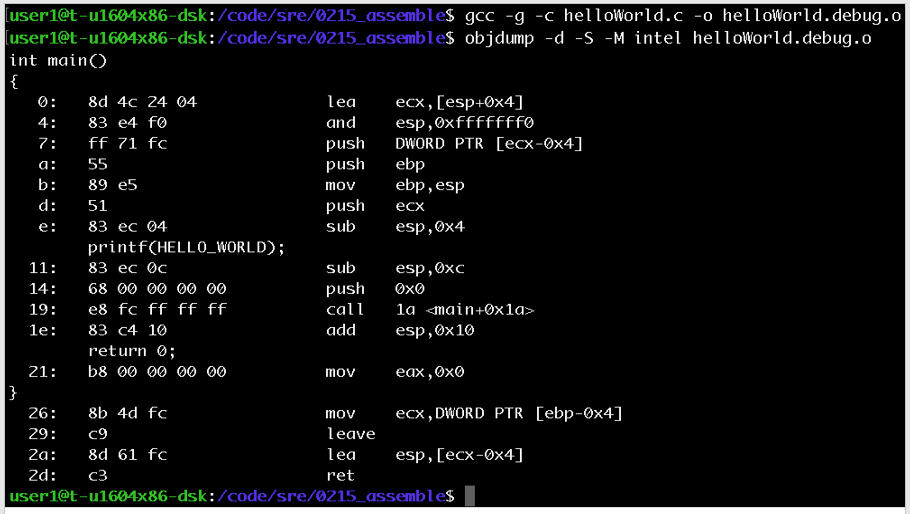 user1@t-u1604x86-dsk:/code/sre/0215_assemble$ gcc -g -c helloWorld.c -o helloWorld.debug.o
user1@t-u1604x86-dsk:/code/sre/0215_assemble$ objdump -d -S -M intel helloWorld.debug.o
int main()
{
   0:   8d 4c 24 04             lea    ecx,[esp+0x4]
   4:   83 e4 f0                and    esp,0xfffffff0
   7:   ff 71 fc                push   DWORD PTR [ecx-0x4]
   a:   55                      push   ebp
   b:   89 e5                   mov    ebp,esp
   d:   51                      push   ecx
   e:   83 ec 04                sub    esp,0x4
        printf(HELLO_WORLD);
  11:   83 ec 0c                sub    esp,0xc
  14:   68 00 00 00 00          push   0x0
  19:   e8 fc ff ff ff          call   1a <main+0x1a>
  1e:   83 c4 10                add    esp,0x10
        return 0;
  21:   b8 00 00 00 00          mov    eax,0x0
}
  26:   8b 4d fc                mov    ecx,DWORD PTR [ebp-0x4]
  29:   c9                      leave
  2a:   8d 61 fc                lea    esp,[ecx-0x4]
  2d:   c3                      ret
user1@t-u1604x86-dsk:/code/sre/0215_assemble$